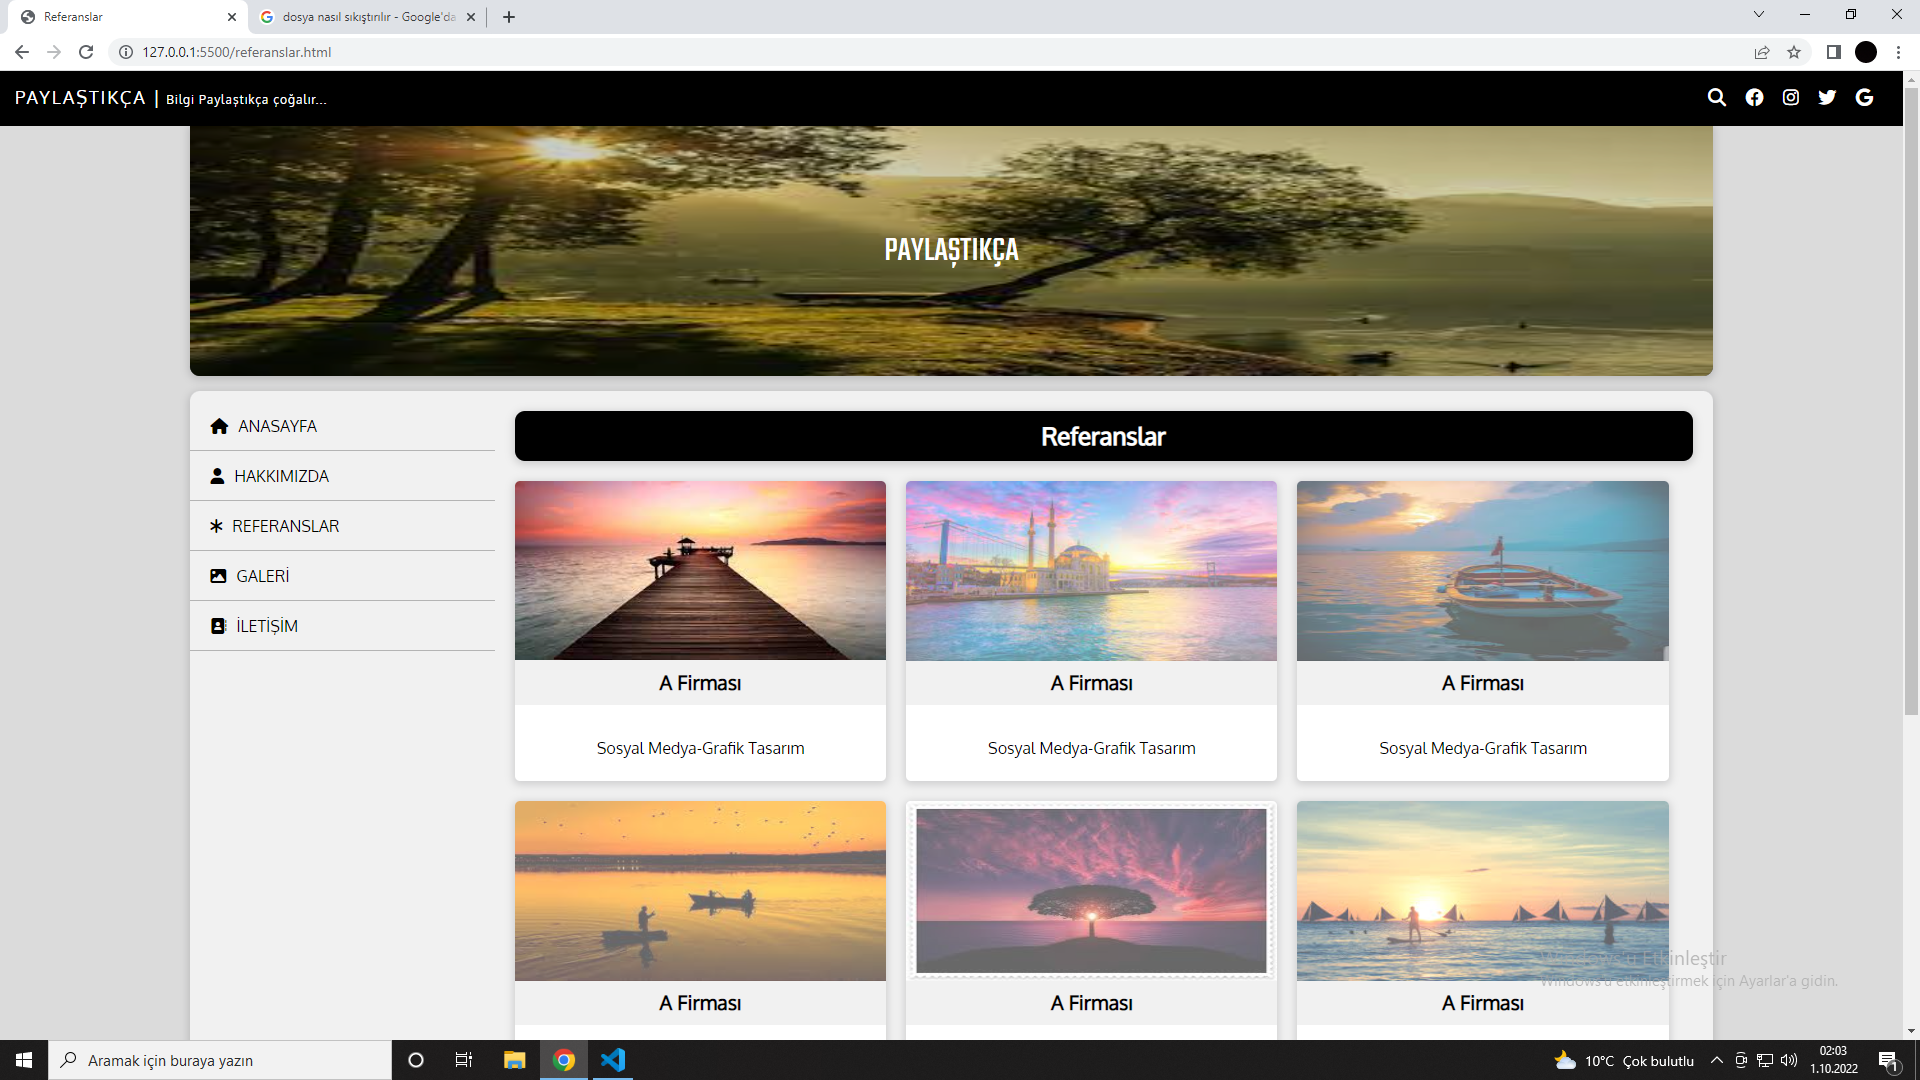 Referanslar
dosya nasıl sıkıştırılır - Google'da
127.0.0.1:5500/referanslar.html
PAYLAŞTIKÇA | Bilgi Paylaştıkça çoğalır...
PAYLAŞTIKÇA
ANASAYFA
HAKKIMIZDA
REFERANSLAR
GALERİ
İLETİŞİM
Referanslar
A Firması
Sosyal Medya-Grafik Tasarım
A Firması
Sosyal Medya-Grafik Tasarım
A Firması
Sosyal Medya-Grafik Tasarım
A Firması
A Firması
A Firması
Windows'u Etkinleştir
Windows'u etkinleştirmek için Ayarlar'a gidin.
Aramak için buraya yazın
10°C Çok bulutlu
02:03
1.10.2022
1